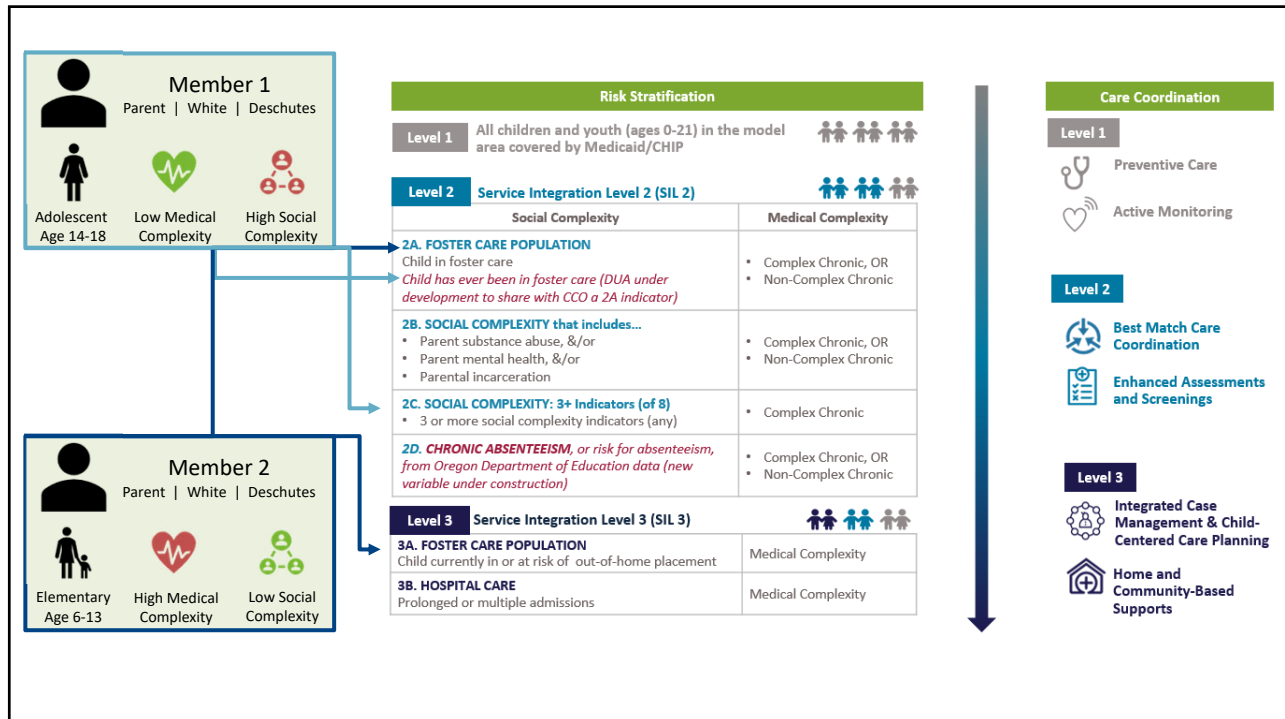 Member 1
Parent | White | Deschutes
Adolescent
Age 14-18
Low Medical
Complexity
High Social
Complexity
Member 2
Parent | White | Deschutes
Elementary
Age 6-13
High Medical
Complexity
Low Social
Complexity
Risk Stratification
Level 1
All children and youth (ages 0-21) in the model
area covered by Medicaid/CHIP
Level 2
Service Integration Level 2 (SIL 2)
Social Complexity
Medical Complexity
2A. FOSTER CARE POPULATION
Child in foster care
Child has ever been in foster care (DUA under
development to share with CCO a 2A indicator)
• Complex Chronic, OR
• Non-Complex Chronic
2B. SOCIAL COMPLEXITY that includes…
• Parent substance abuse, &/or
• Parent mental health, &/or
• Parental incarceration
• Complex Chronic, OR
• Non-Complex Chronic
2C. SOCIAL COMPLEXITY: 3+ Indicators (of 8)
• 3 or more social complexity indicators (any)
• Complex Chronic
2D. CHRONIC ABSENTEEISM, or risk for absenteeism,
from Oregon Department of Education data (new
variable under construction)
• Complex Chronic, OR
• Non-Complex Chronic
Level 3
Service Integration Level 3 (SIL 3)
3A. FOSTER CARE POPULATION
Child currently in or at risk of out-of-home placement
Medical Complexity
3B. HOSPITAL CARE
Prolonged or multiple admissions
Medical Complexity
Care Coordination
Level 1
Preventive Care
Active Monitoring
Level 2
Best Match Care
Coordination
Enhanced Assessments
and Screenings
Level 3
Integrated Case
Management & Child-
Centered Care Planning
Home and
Community-Based
Supports